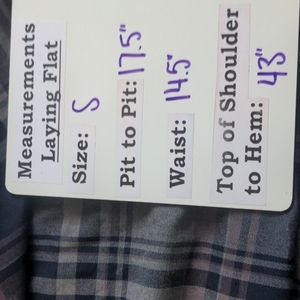 Measurements
Laying Flat
Size: S
Pit to Pit: 17.5"
Waist: 14.5"
Top of Shoulder
to Hem: 43"